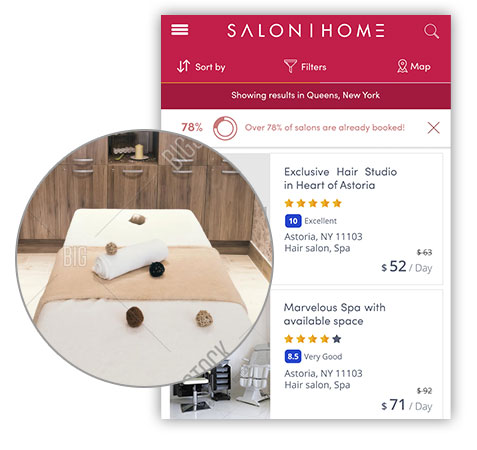 SALON | HOME
Sort by
Filters
Map
Showing results in Queens, New York
78%
Over 78% of salons are already booked!
Exclusive Hair Studio
in Heart of Astoria
10 Excellent
Astoria, NY 11103
Hair salon, Spa
$ 63
$ 52 / Day
Marvelous Spa with
available space
8.5 Very Good
Astoria, NY 11103
Hair salon, Spa
$ 92
$ 71 / Day
BIG
BIG
STOCK